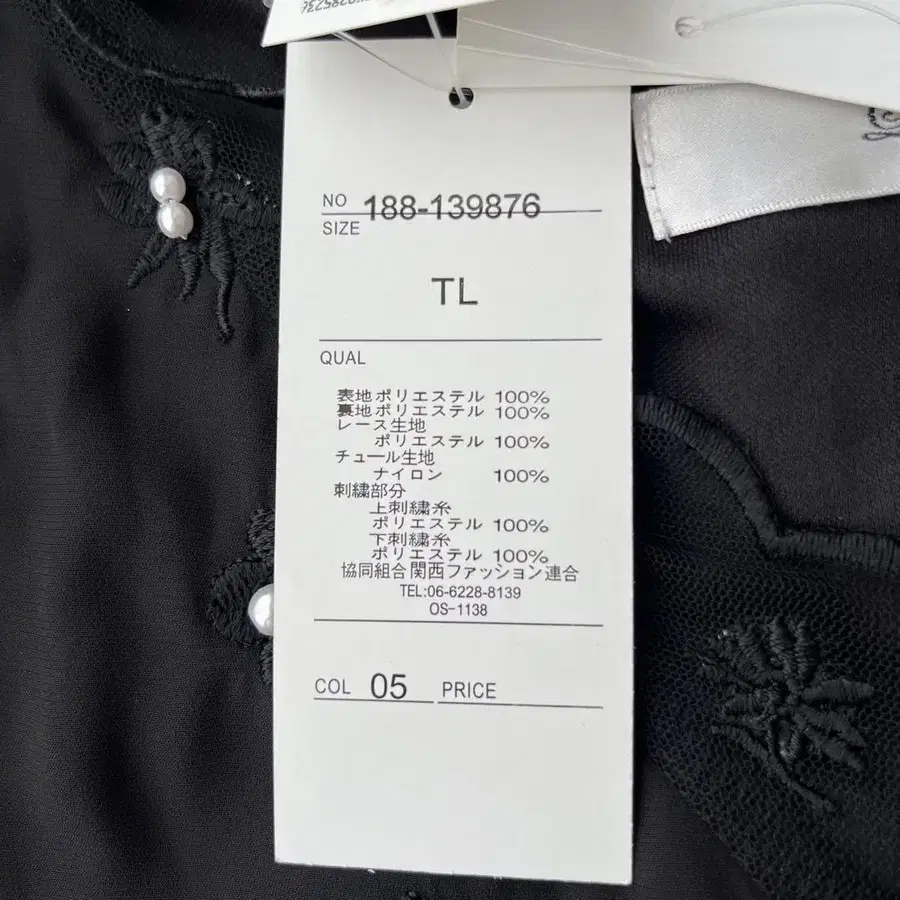 NO 188-139876
SIZE
TL
QUAL
表地ポリエステル 100%
裏地ポリエステル 100%
レース生地
ポリエステル 100%
チュール生地
ナイロン 100%
刺繍部分
上刺繍糸
ポリエステル 100%
下刺繍糸
ポリエステル 100%
協同組合関西ファッション連合
TEL:06-6228-8139
OS-1138
COL 05 PRICE